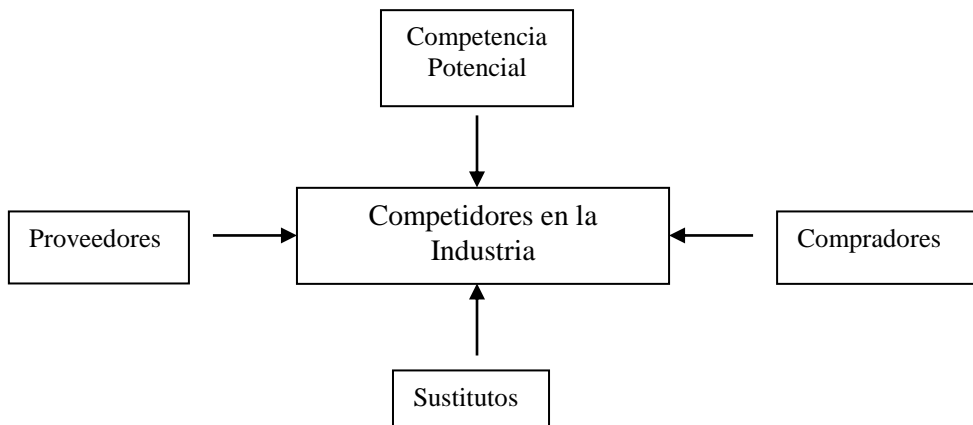 Competencia
Potencial
Competidores en la
Industria
Proveedores
Compradores
Sustitutos